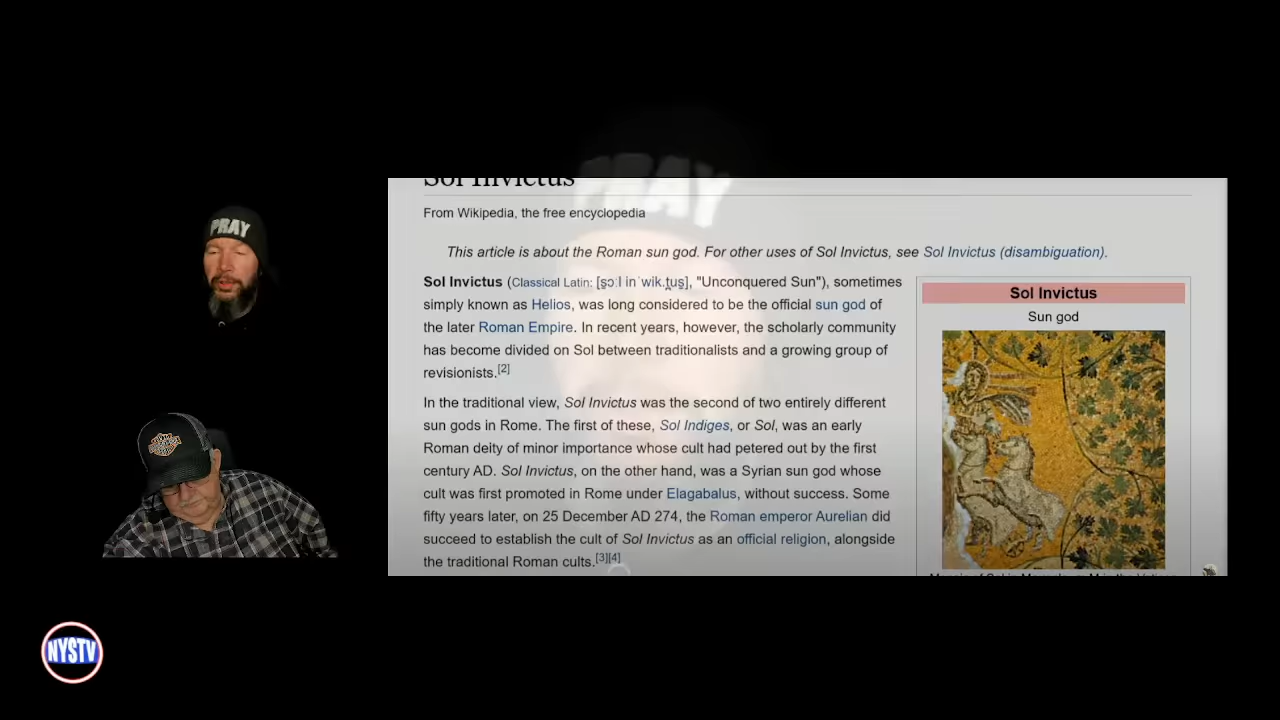 PRAY
PRAY
Sol Invictus
From Wikipedia, the free encyclopedia
This article is about the Roman sun god. For other uses of Sol Invictus, see Sol Invictus (disambiguation).
Sol Invictus (Classical Latin: [s̠oːl inˈwik.t̪us̠], "Unconquered Sun"), sometimes
simply known as Helios, was long considered to be the official sun god of
the later Roman Empire. In recent years, however, the scholarly community
has become divided on Sol between traditionalists and a growing group of
revisionists.[2]
In the traditional view, Sol Invictus was the second of two entirely different
sun gods in Rome. The first of these, Sol Indiges, or Sol, was an early
Roman deity of minor importance whose cult had petered out by the first
century AD. Sol Invictus, on the other hand, was a Syrian sun god whose
cult was first promoted in Rome under Elagabalus, without success. Some
fifty years later, on 25 December AD 274, the Roman emperor Aurelian did
succeed to establish the cult of Sol Invictus as an official religion, alongside
the traditional Roman cults.[3][4]
Sol Invictus
Sun god
NYSTV